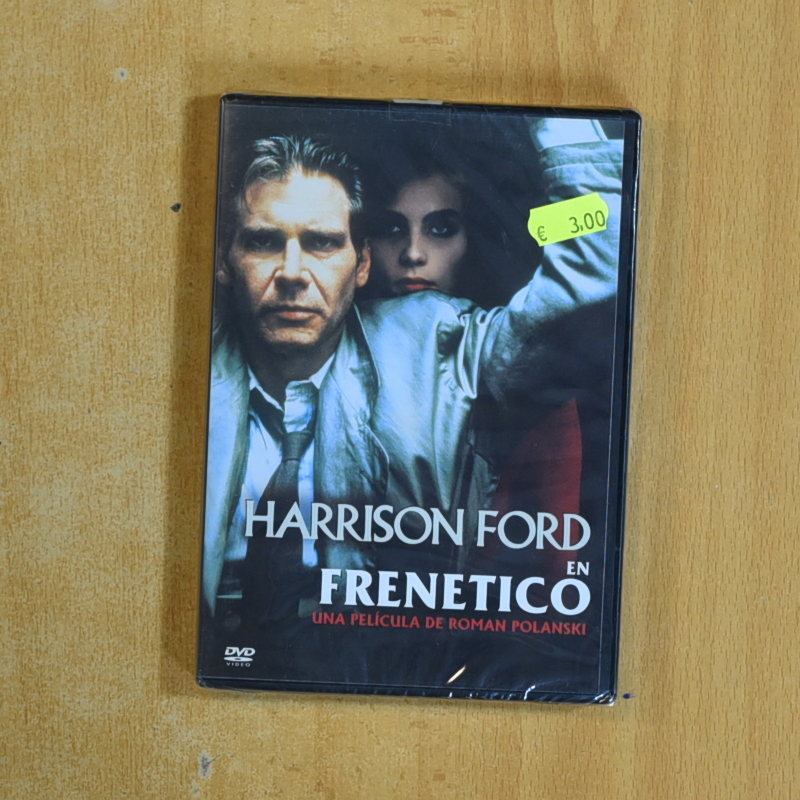 € 3,00
HARRISON FORD
EN
FRENETICO
UNA PELÍCULA DE ROMAN POLANSKI
DVD
VIDEO